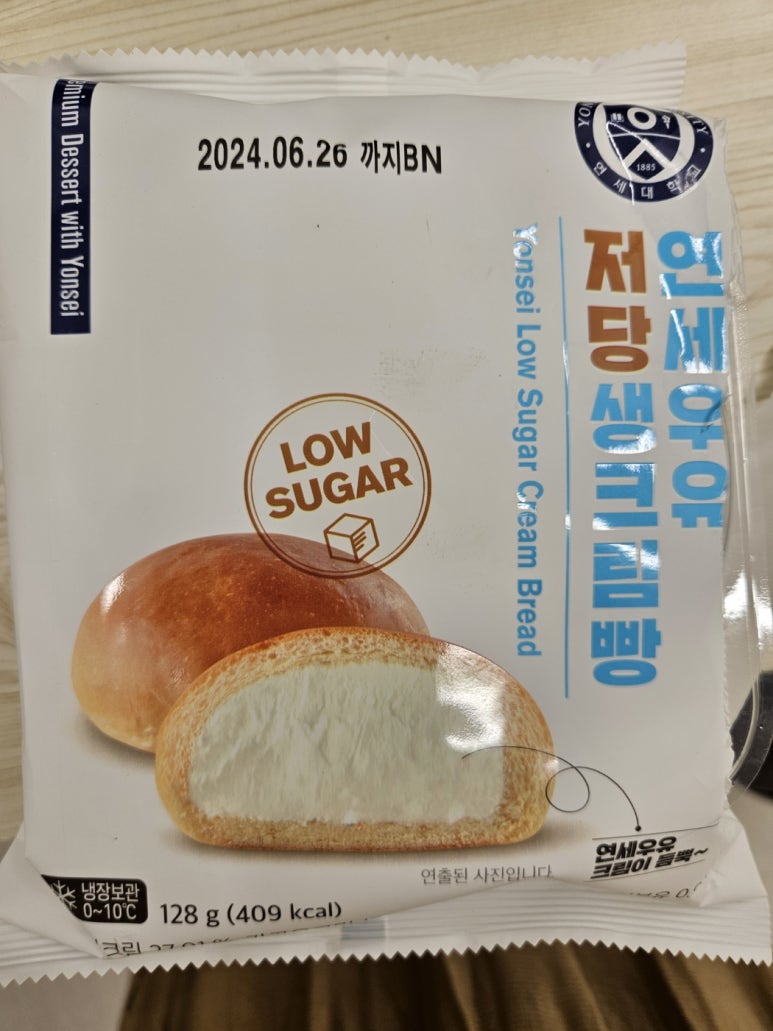 Premium Dessert with Yonsei
2024.06.26 까지BN
1885
연세대학교
연세우유
저당생크림빵
Yonsei Low Sugar Cream Bread
LOW
SUGAR
연세우유
크림이 듬뿍~
연출된 사진입니다
냉장보관
0~10℃
128 g (409 kcal)